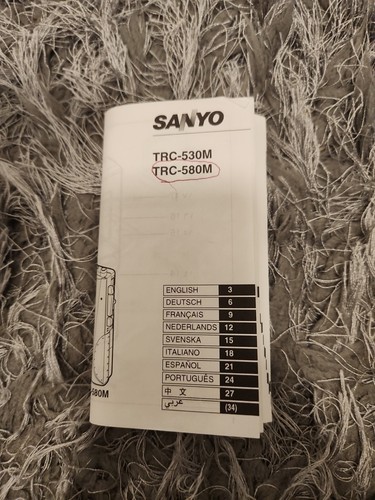 SANYO
TRC-530M
TRC-580M
ENGLISH 3
DEUTSCH 6
FRANÇAIS 9
NEDERLANDS 12
SVENSKA 15
ITALIANO 18
ESPAÑOL 21
PORTUGUÊS 24
中 文 27
عربي (34)
-580M